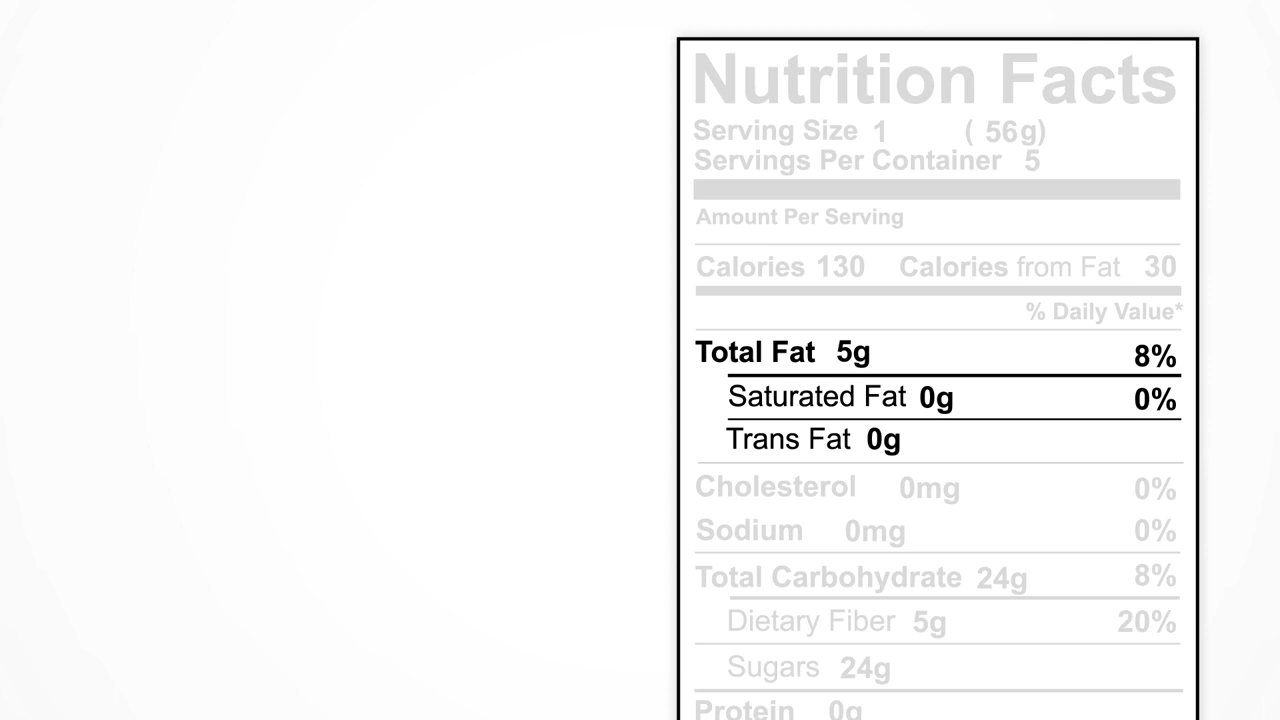 Nutrition Facts
Serving Size 1 ( 56g)
Servings Per Container 5
Amount Per Serving
Calories 130 Calories from Fat 30
% Daily Value*
Total Fat 5g 8%
Saturated Fat 0g 0%
Trans Fat 0g
Cholesterol 0mg 0%
Sodium 0mg 0%
Total Carbohydrate 24g 8%
Dietary Fiber 5g 20%
Sugars 24g
Protein 0g